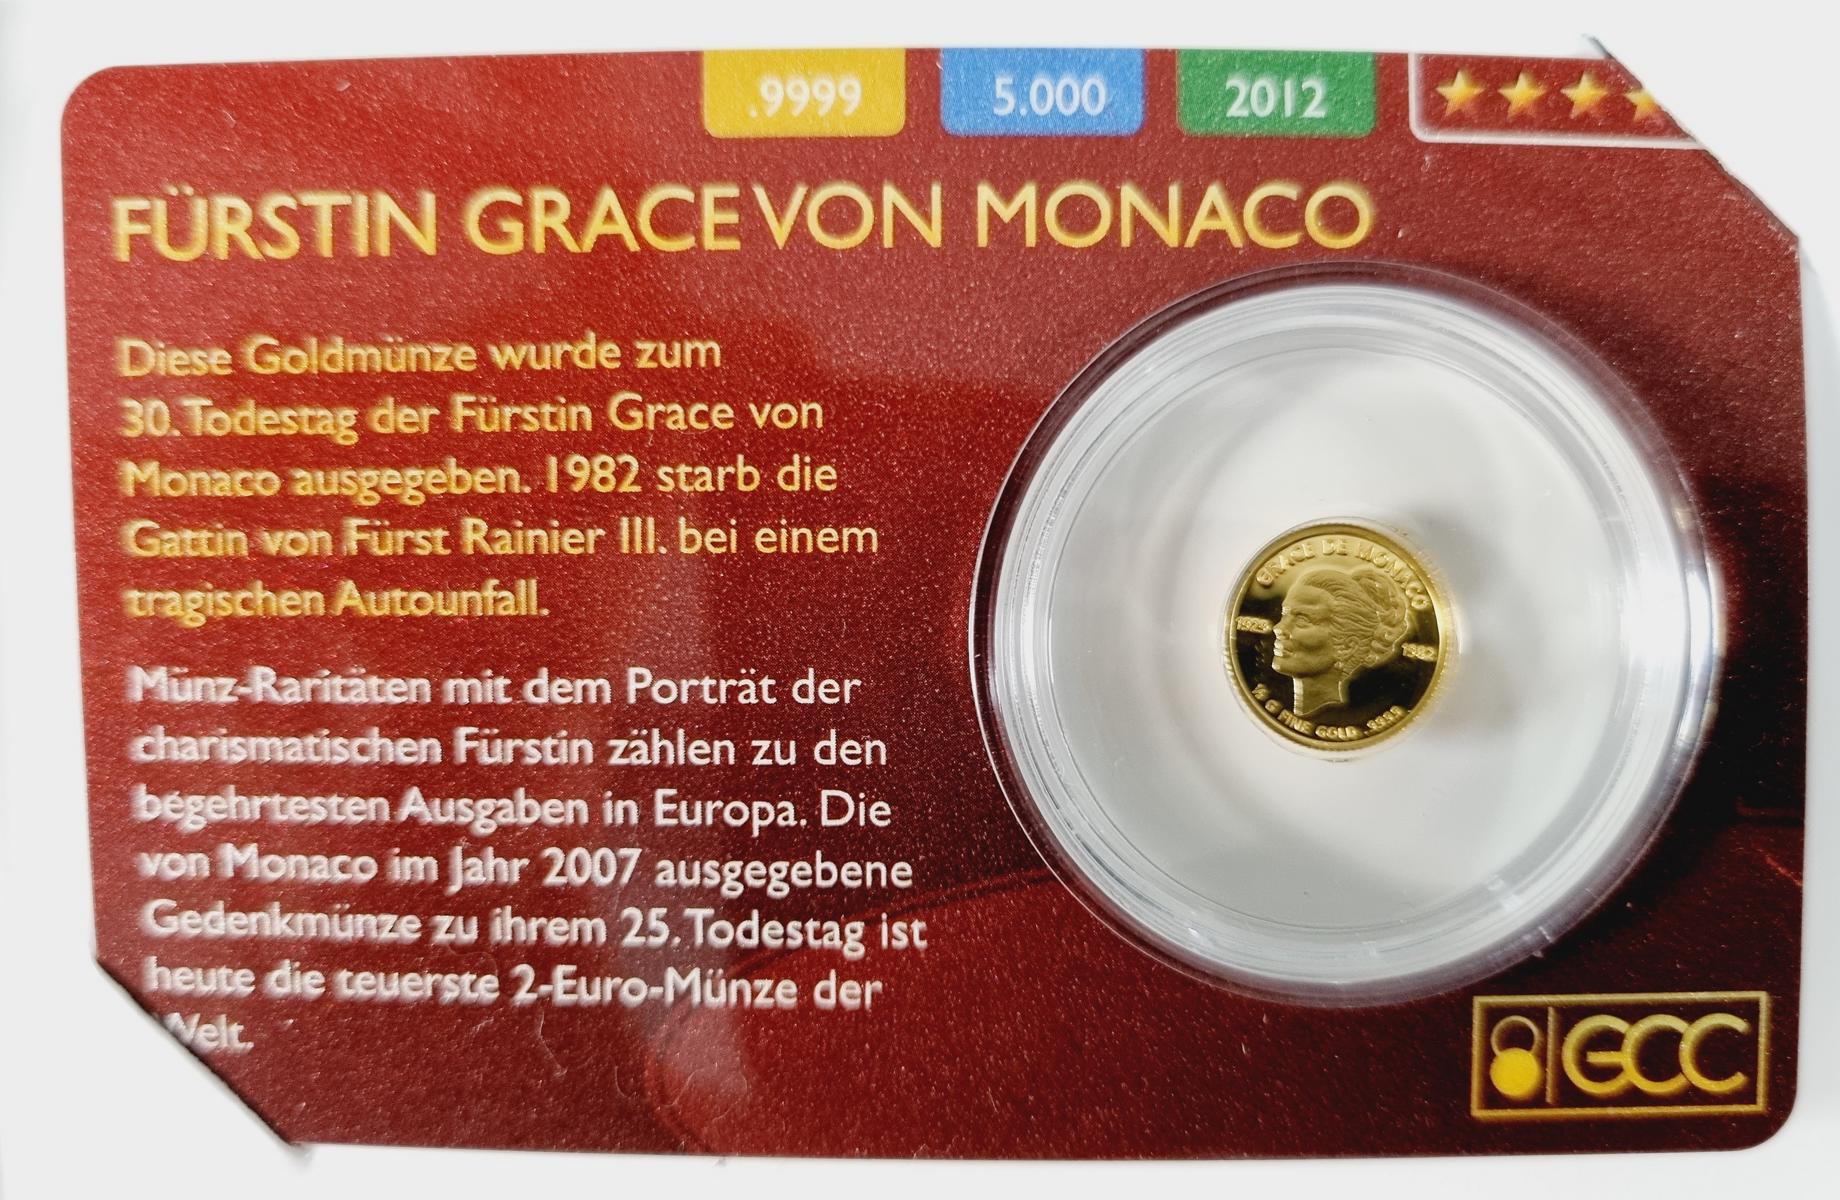 .9999
5.000
2012
FÜRSTIN GRACE VON MONACO
Diese Goldmünze wurde zum
30. Todestag der Fürstin Grace von
Monaco ausgegeben. 1982 starb die
Gattin von Fürst Rainier III. bei einem
tragischen Autounfall.
Münz-Raritäten mit dem Porträt der
charismatischen Fürstin zählen zu den
begehrtesten Ausgaben in Europa. Die
von Monaco im Jahr 2007 ausgegebene
Gedenkmünze zu ihrem 25. Todestag ist
heute die teuerste 2-Euro-Münze der
Welt.
GRACE DE MONACO
1982
G FINE GOLD .9999
GCC